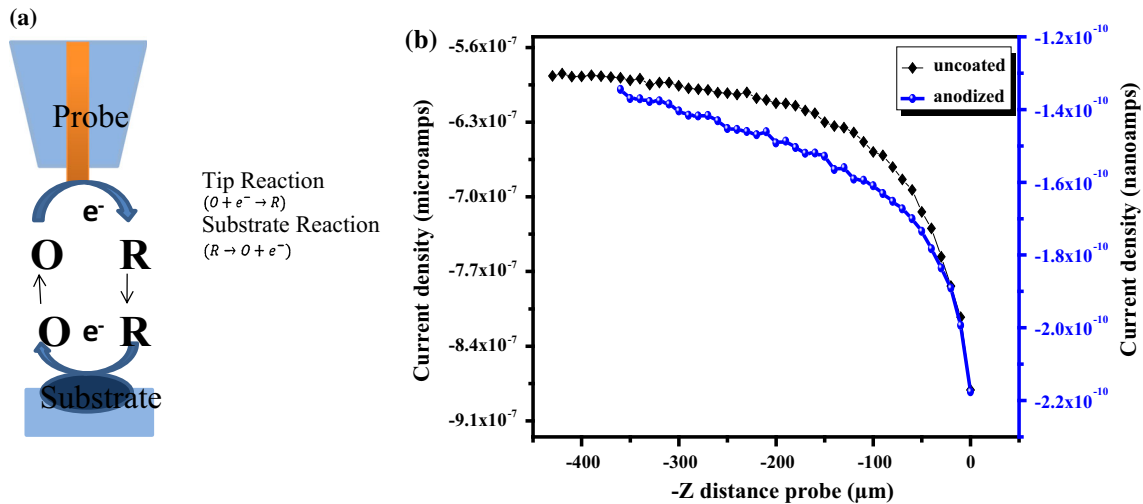 (a)
Probe
e-
O R
O e- R
Substrate
Tip Reaction
(O + e⁻ → R)
Substrate Reaction
(R → O + e⁻)
(b)
Current density (microamps)
-5.6x10⁻⁷
-6.3x10⁻⁷
-7.0x10⁻⁷
-7.7x10⁻⁷
-8.4x10⁻⁷
-9.1x10⁻⁷
uncoated
anodized
-1.2x10⁻¹⁰
-1.4x10⁻¹⁰
-1.6x10⁻¹⁰
-1.8x10⁻¹⁰
-2.0x10⁻¹⁰
-2.2x10⁻¹⁰
Current density (nanoamps)
-400 -300 -200 -100 0
-Z distance probe (µm)